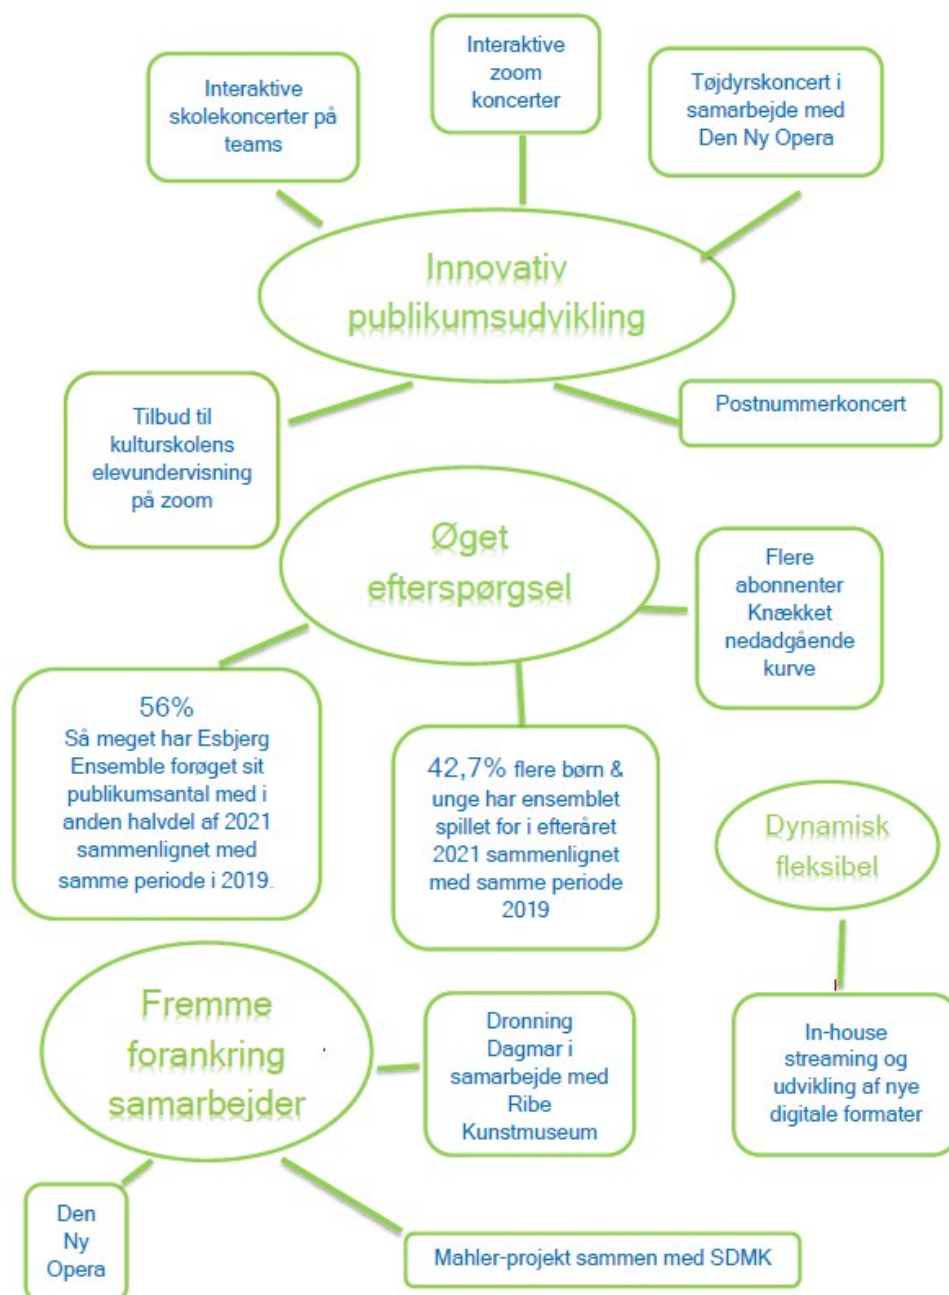 Interaktive
skolekoncerter på
teams
Interaktive
zoom
koncerter
Tøjdyrskoncert i
samarbejde med
Den Ny Opera
Innovativ
publikumsudvikling
Tilbud til
kulturskolens
elevundervisning
på zoom
Postnummerkoncert
Øget
efterspørgsel
Flere
abonnenter
Knækket
nedadgående
kurve
56%
Så meget har Esbjerg
Ensemble forøget sit
publikumsantal med i
anden halvdel af 2021
sammenlignet med
samme periode i 2019.
42,7% flere børn &
unge har ensemblet
spillet for i efteråret
2021 sammenlignet
med samme periode
2019
Dynamisk
fleksibel
In-house
streaming og
udvikling af nye
digitale formater
Fremme
forankring
samarbejder
Dronning
Dagmar i
samarbejde med
Ribe
Kunstmuseum
Den
Ny
Opera
Mahler-projekt sammen med SDMK